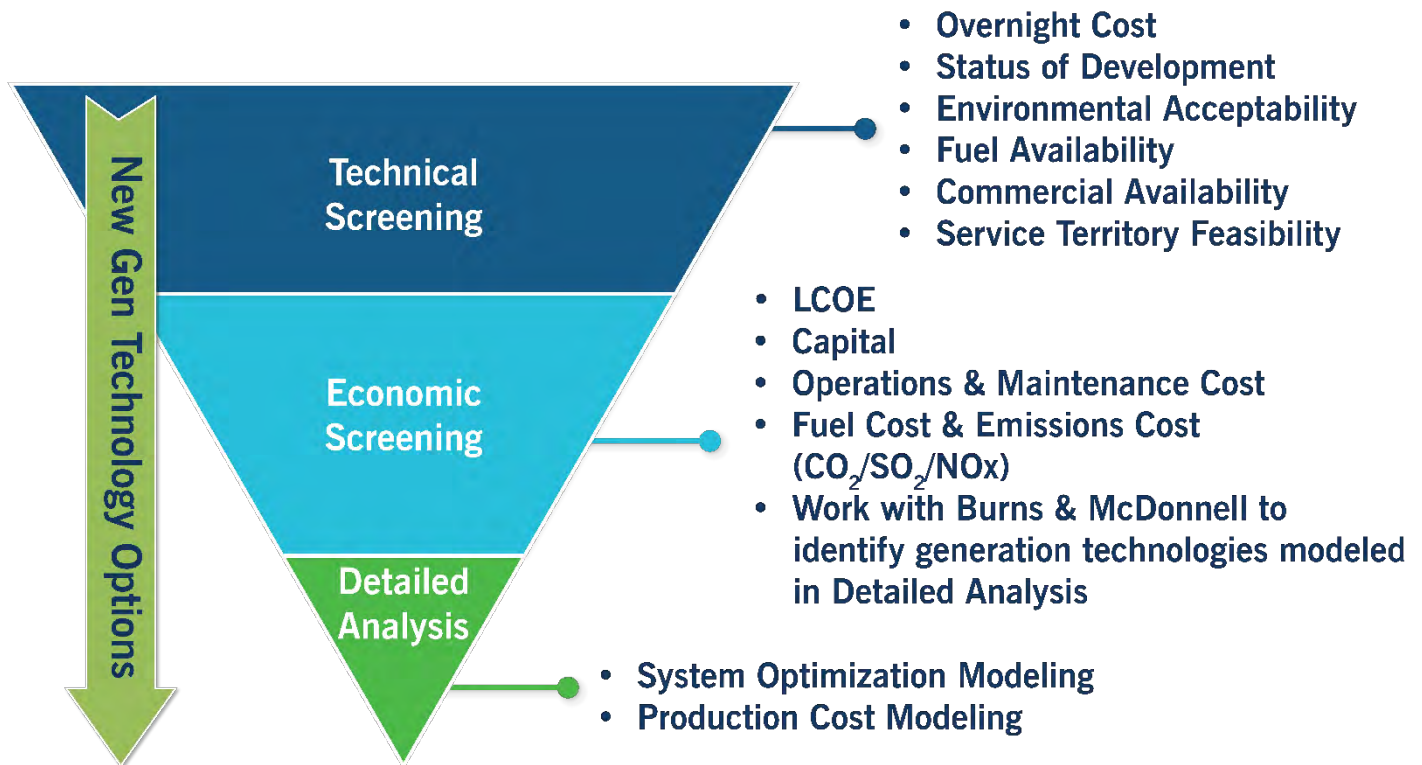 • Overnight Cost
• Status of Development
• Environmental Acceptability
• Fuel Availability
• Commercial Availability
• Service Territory Feasibility
New Gen Technology Options
Technical
Screening
• LCOE
• Capital
• Operations & Maintenance Cost
• Fuel Cost & Emissions Cost
(CO₂/SO₂/NOx)
• Work with Burns & McDonnell to
identify generation technologies modeled
in Detailed Analysis
Economic
Screening
Detailed
Analysis
• System Optimization Modeling
• Production Cost Modeling